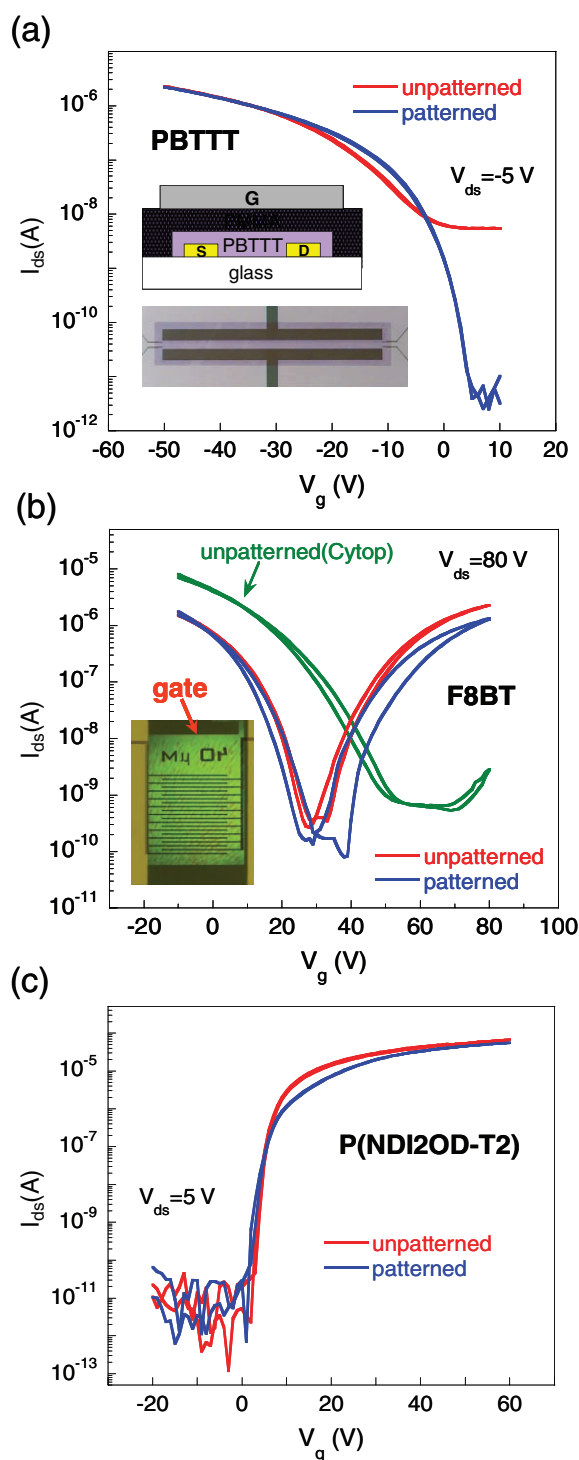 (a)
10⁻⁶
10⁻⁸
10⁻¹⁰
10⁻¹²
I_ds(A)
unpatterned
patterned
PBTTT
V_ds=-5 V
G
PBTTT
S
D
glass
-60 -50 -40 -30 -20 -10 0 10 20
V_g (V)
(b)
10⁻⁵
10⁻⁶
10⁻⁷
10⁻⁸
10⁻⁹
10⁻¹⁰
10⁻¹¹
I_ds(A)
unpatterned(Cytop)
V_ds=80 V
gate
F8BT
unpatterned
patterned
-20 0 20 40 60 80 100
V_g (V)
(c)
10⁻⁵
10⁻⁷
10⁻⁹
10⁻¹¹
10⁻¹³
I_ds(A)
P(NDI2OD-T2)
V_ds=5 V
unpatterned
patterned
-20 0 20 40 60
V_g (V)